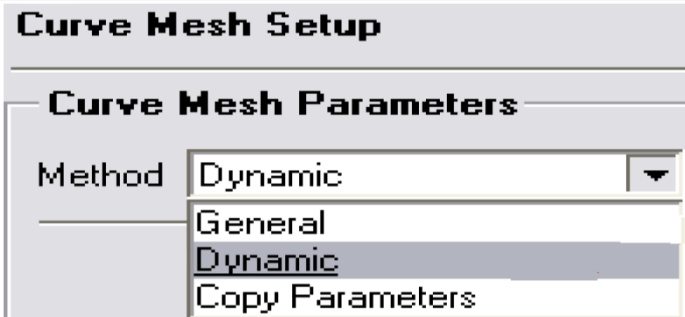 Curve Mesh Setup
Curve Mesh Parameters
Method Dynamic
General
Dynamic
Copy Parameters